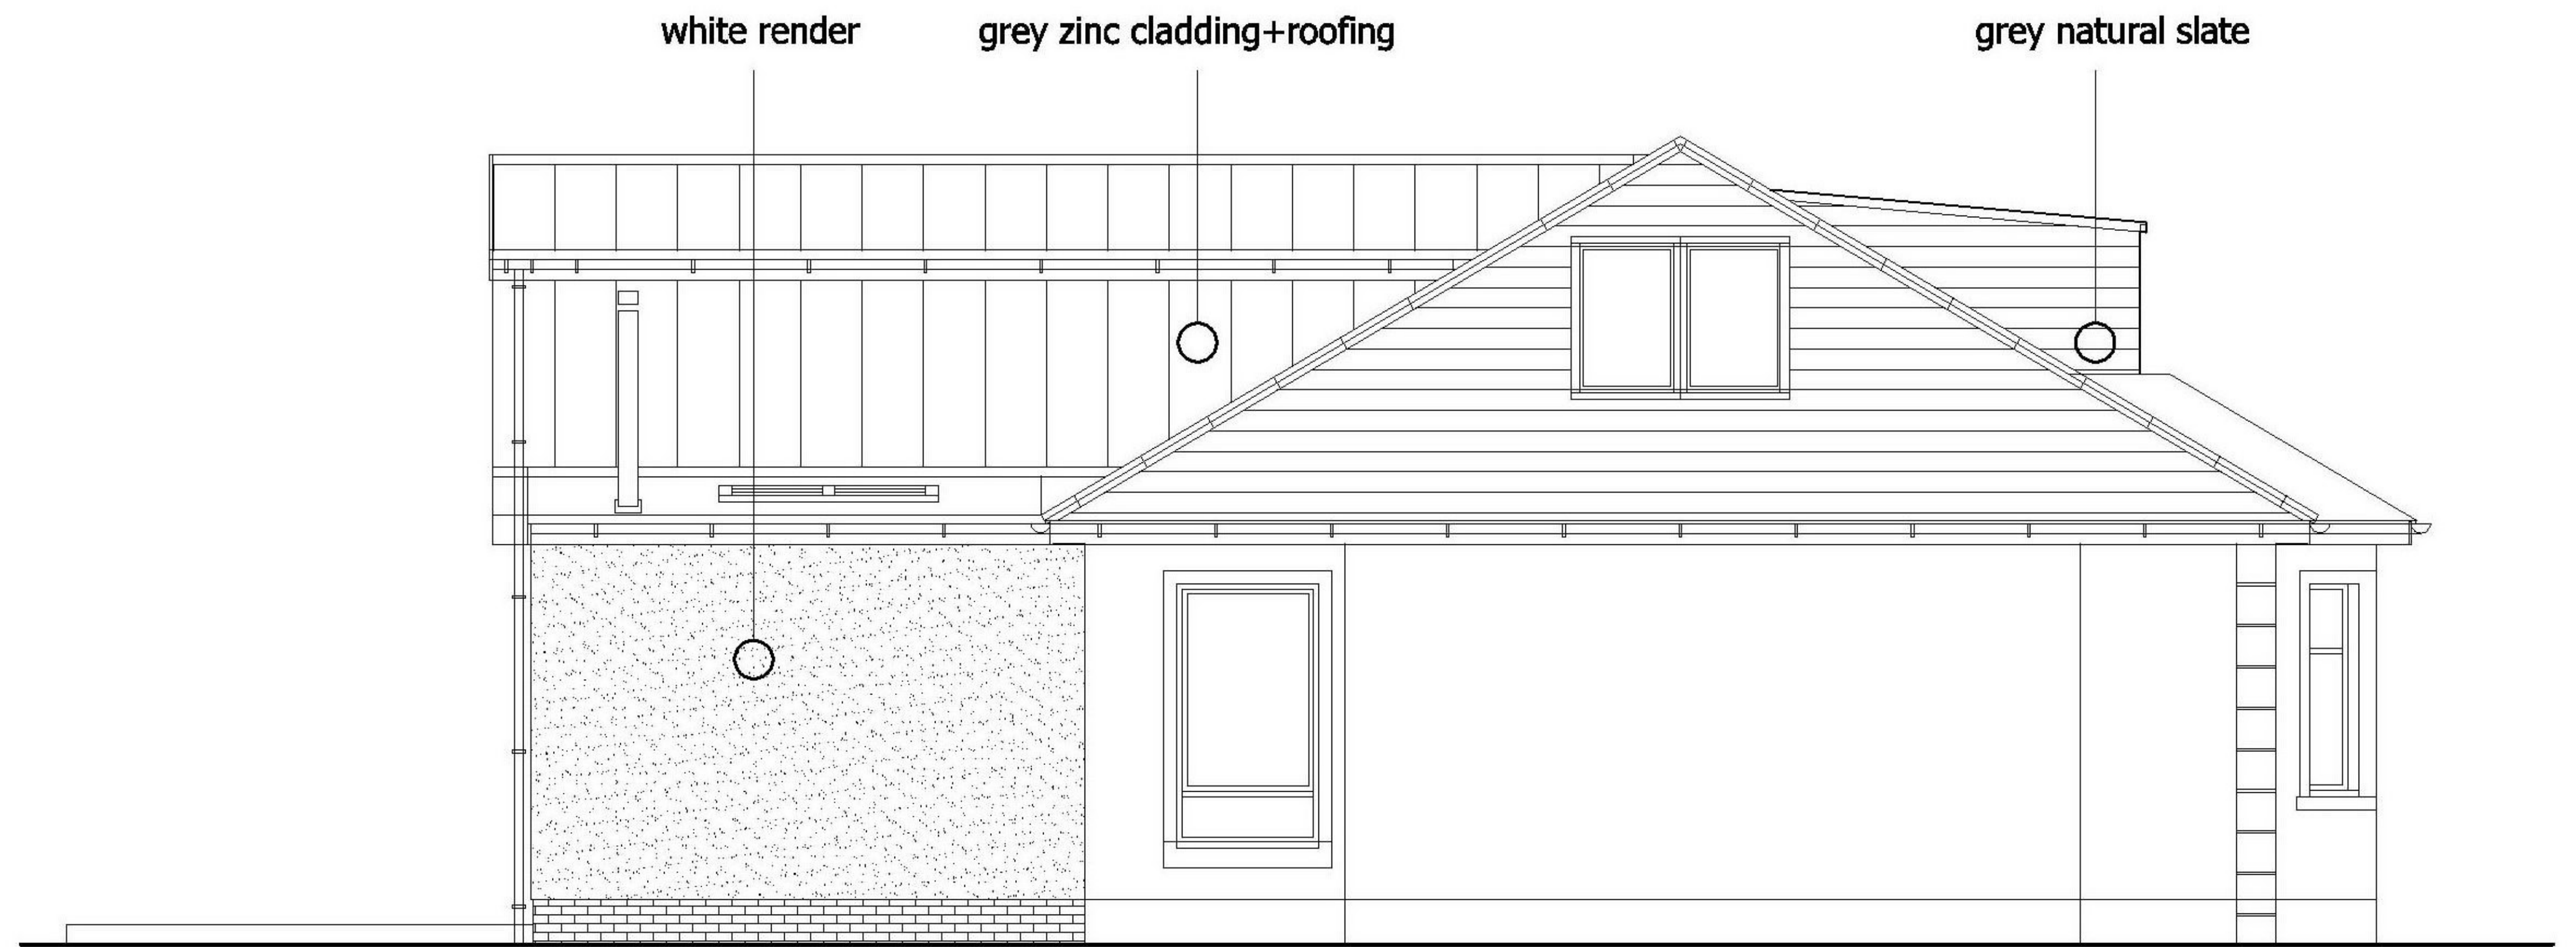 white render
grey zinc cladding+roofing
grey natural slate